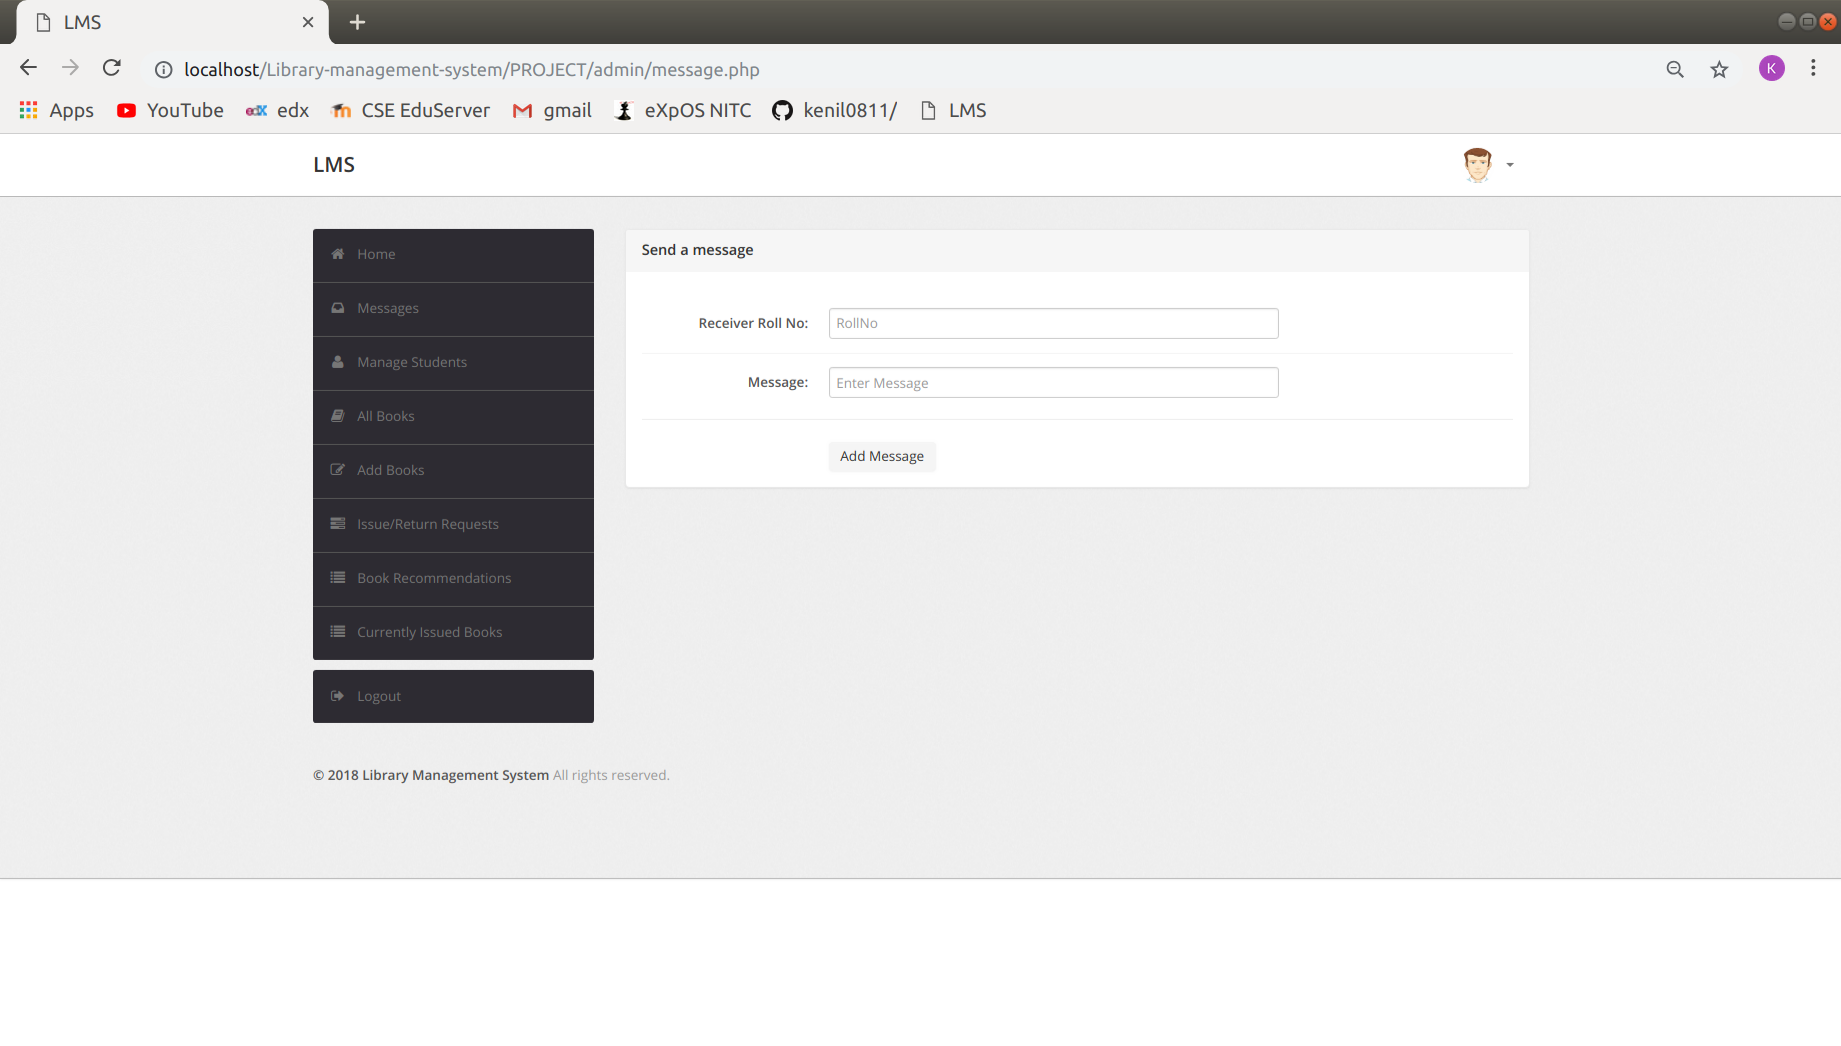 LMS
localhost/Library-management-system/PROJECT/admin/message.php
K
Apps YouTube edx CSE EduServer gmail eXpOS NITC kenil0811/ LMS
LMS
Home
Messages
Manage Students
All Books
Add Books
Issue/Return Requests
Book Recommendations
Currently Issued Books
Logout
Send a message
Receiver Roll No: RollNo
Message: Enter Message
Add Message
© 2018 Library Management System All rights reserved.